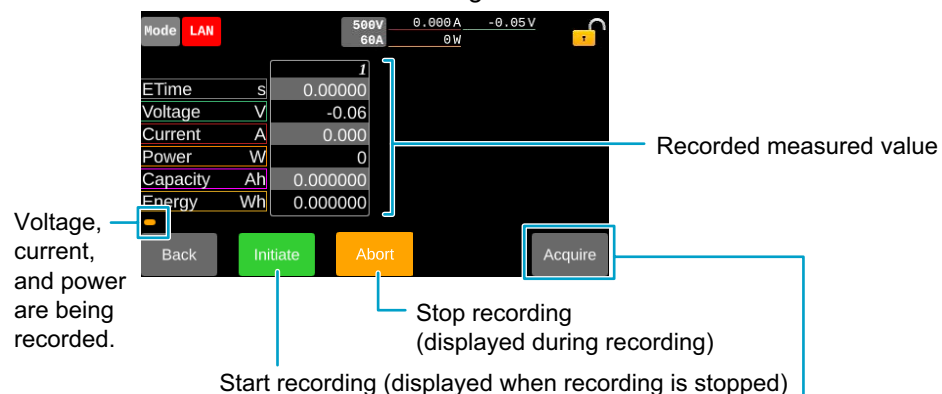 Mode LAN 500V 0.000A -0.05V
60A 0W
1
ETime s 0.00000
Voltage V -0.06
Current A 0.000
Power W 0
Capacity Ah 0.000000
Energy Wh 0.000000
Recorded measured value
Voltage,
current,
and power
are being
recorded.
Back Initiate Abort Acquire
Stop recording
(displayed during recording)
Start recording (displayed when recording is stopped)